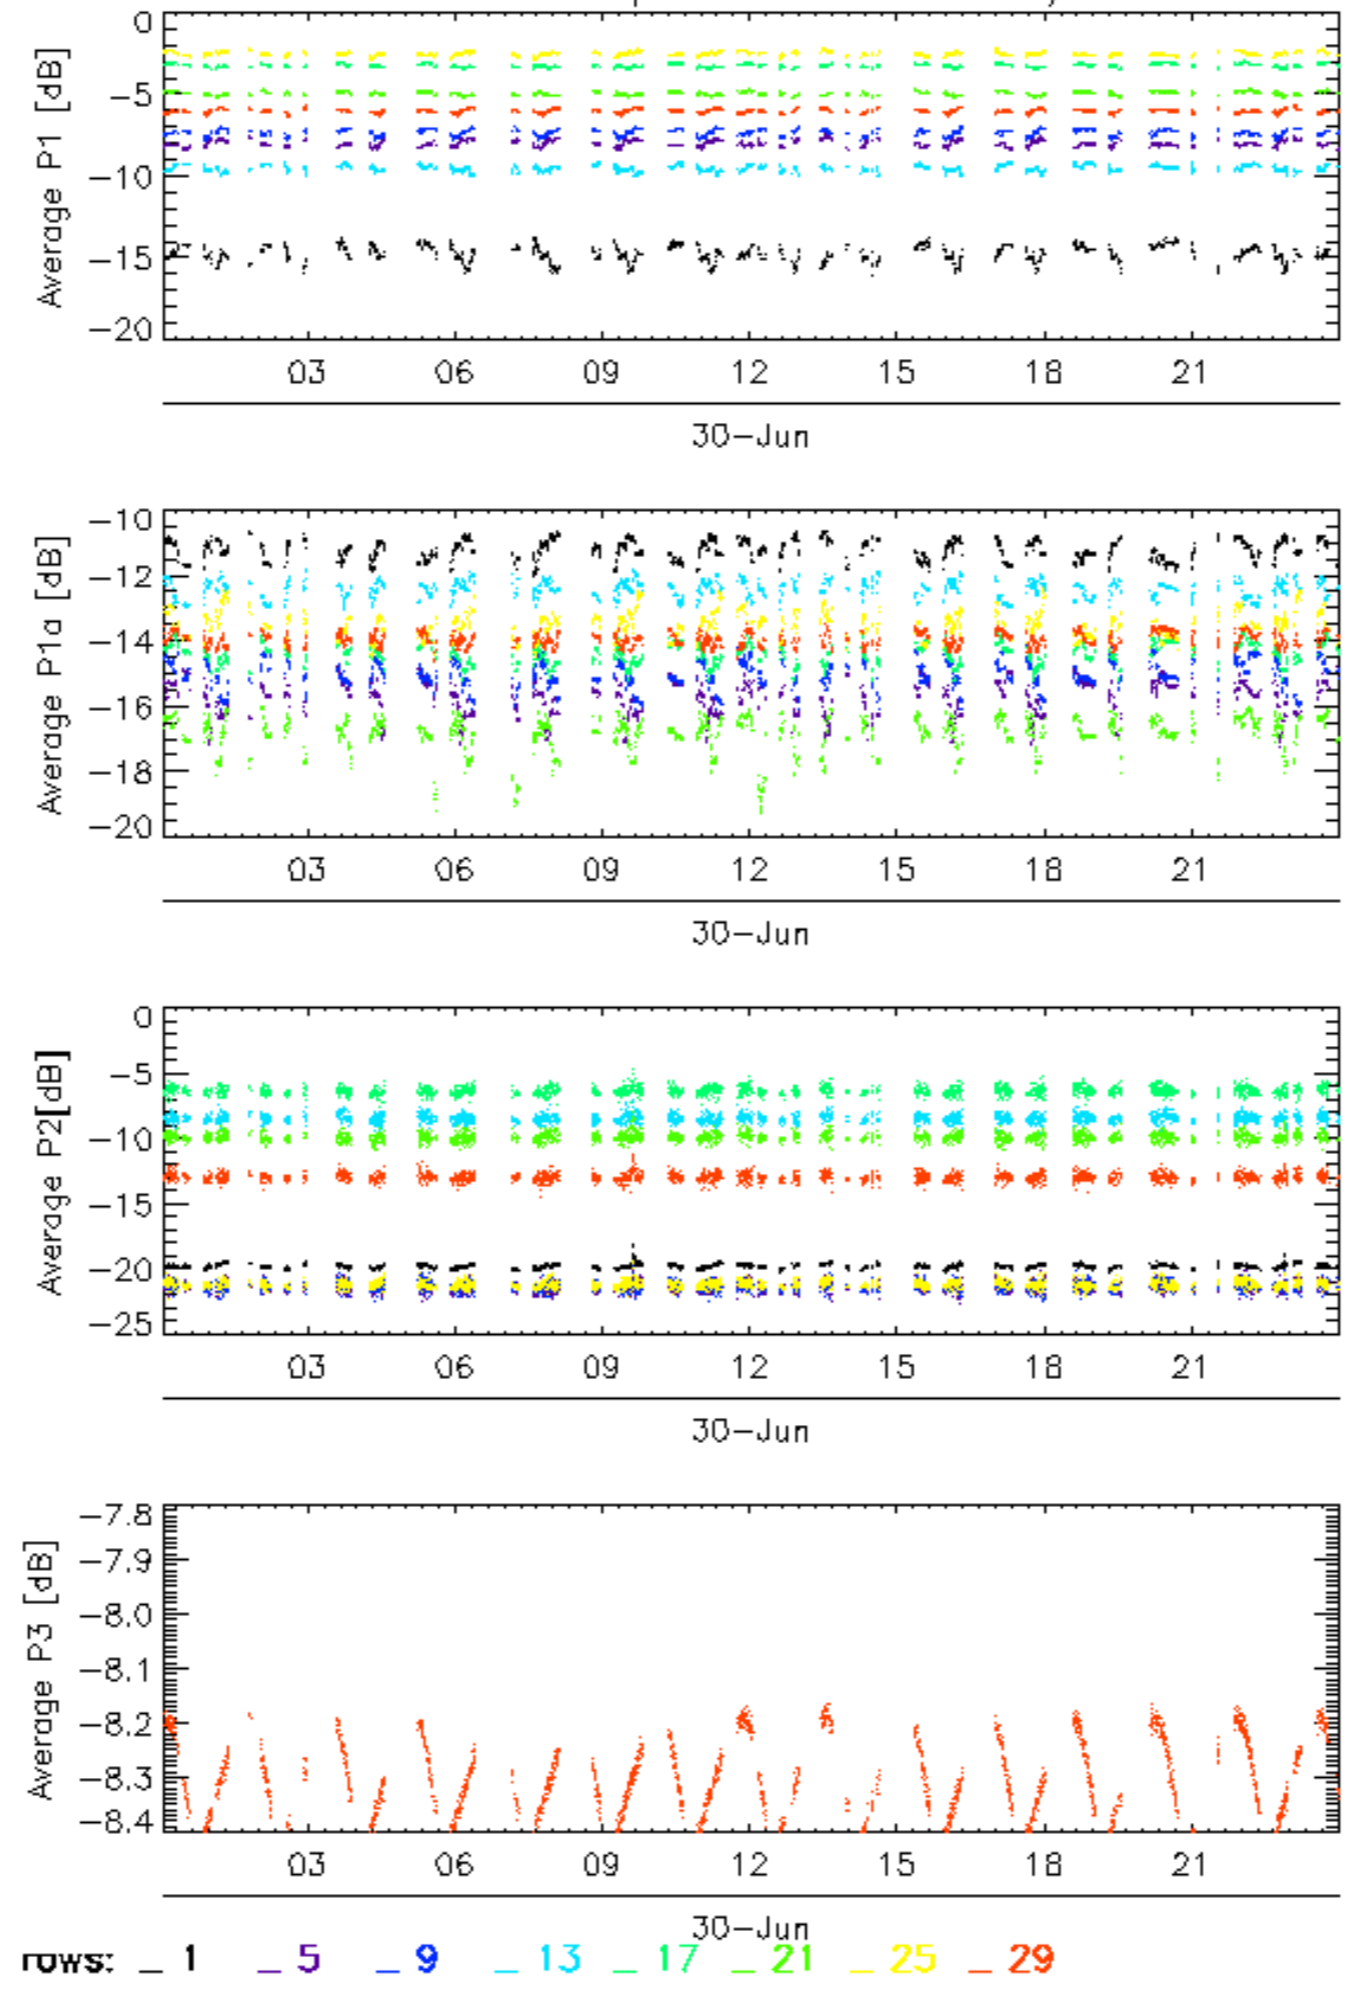 0
−5
−10
−15
−20
Average P1 [dB]
03 06 09 12 15 18 21
30−Jun
−10
−12
−14
−16
−18
−20
Average P1a [dB]
03 06 09 12 15 18 21
30−Jun
0
−5
−10
−15
−20
−25
Average P2[dB]
03 06 09 12 15 18 21
30−Jun
−7.8
−7.9
−8.0
−8.1
−8.2
−8.3
−8.4
Average P3 [dB]
03 06 09 12 15 18 21
30−Jun
rows: _ 1 _ 5 _ 9 _ 13 _ 17 _ 21 _ 25 _ 29